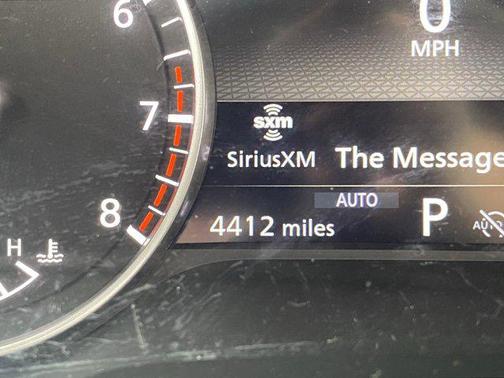 6
0
MPH
7
sxm
SiriusXM The Message
AUTO
8
4412 miles
P
H